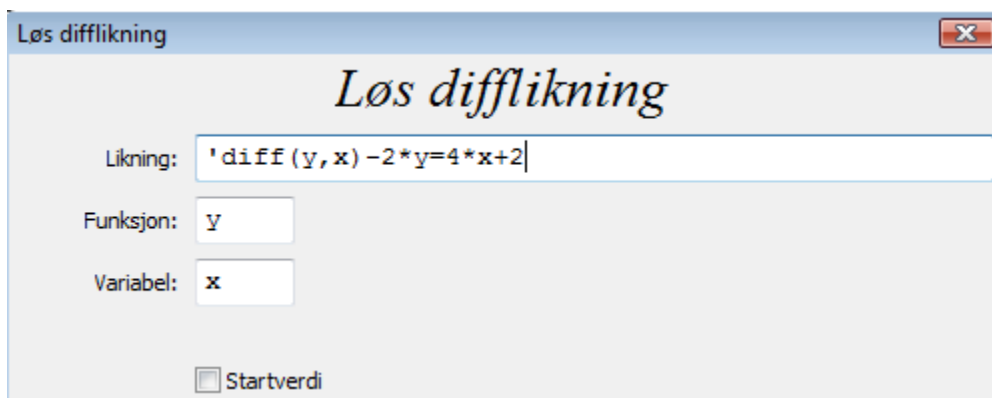 Løs difflikning
Løs difflikning
Likning: 'diff(y,x)-2*y=4*x+2
Funksjon: y
Variabel: x
Startverdi